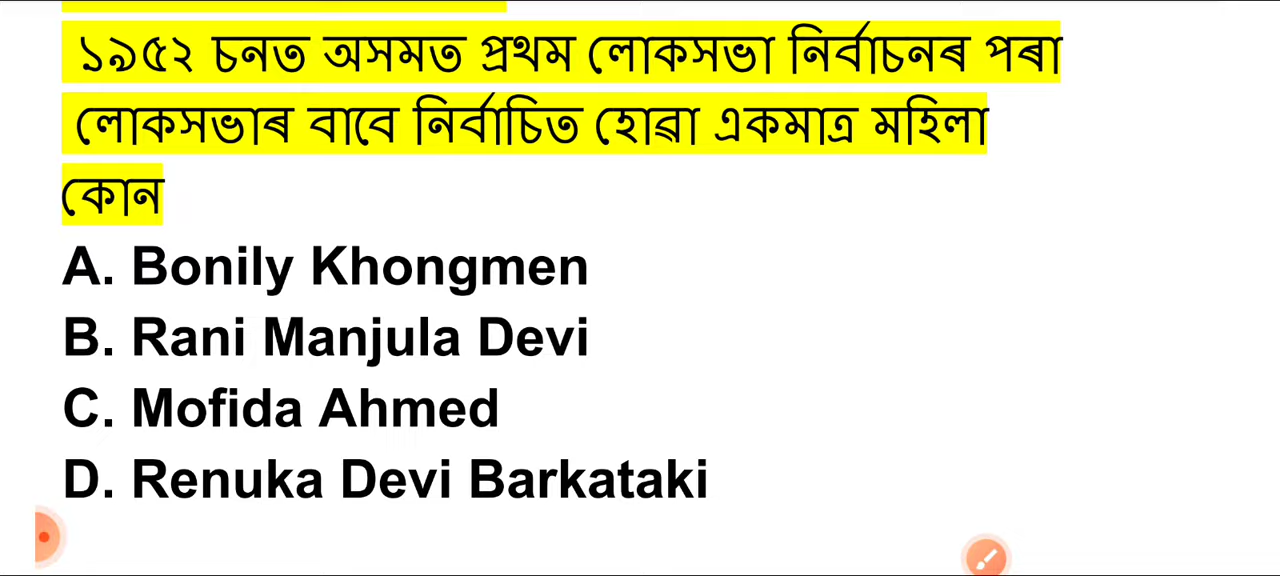 ১৯৫২ চনত অসমত প্ৰথম লোকসভা নিৰ্বাচনৰ পৰা
লোকসভাৰ বাবে নিৰ্বাচিত হোৱা একমাত্ৰ মহিলা
কোন
A. Bonily Khongmen
B. Rani Manjula Devi
C. Mofida Ahmed
D. Renuka Devi Barkataki